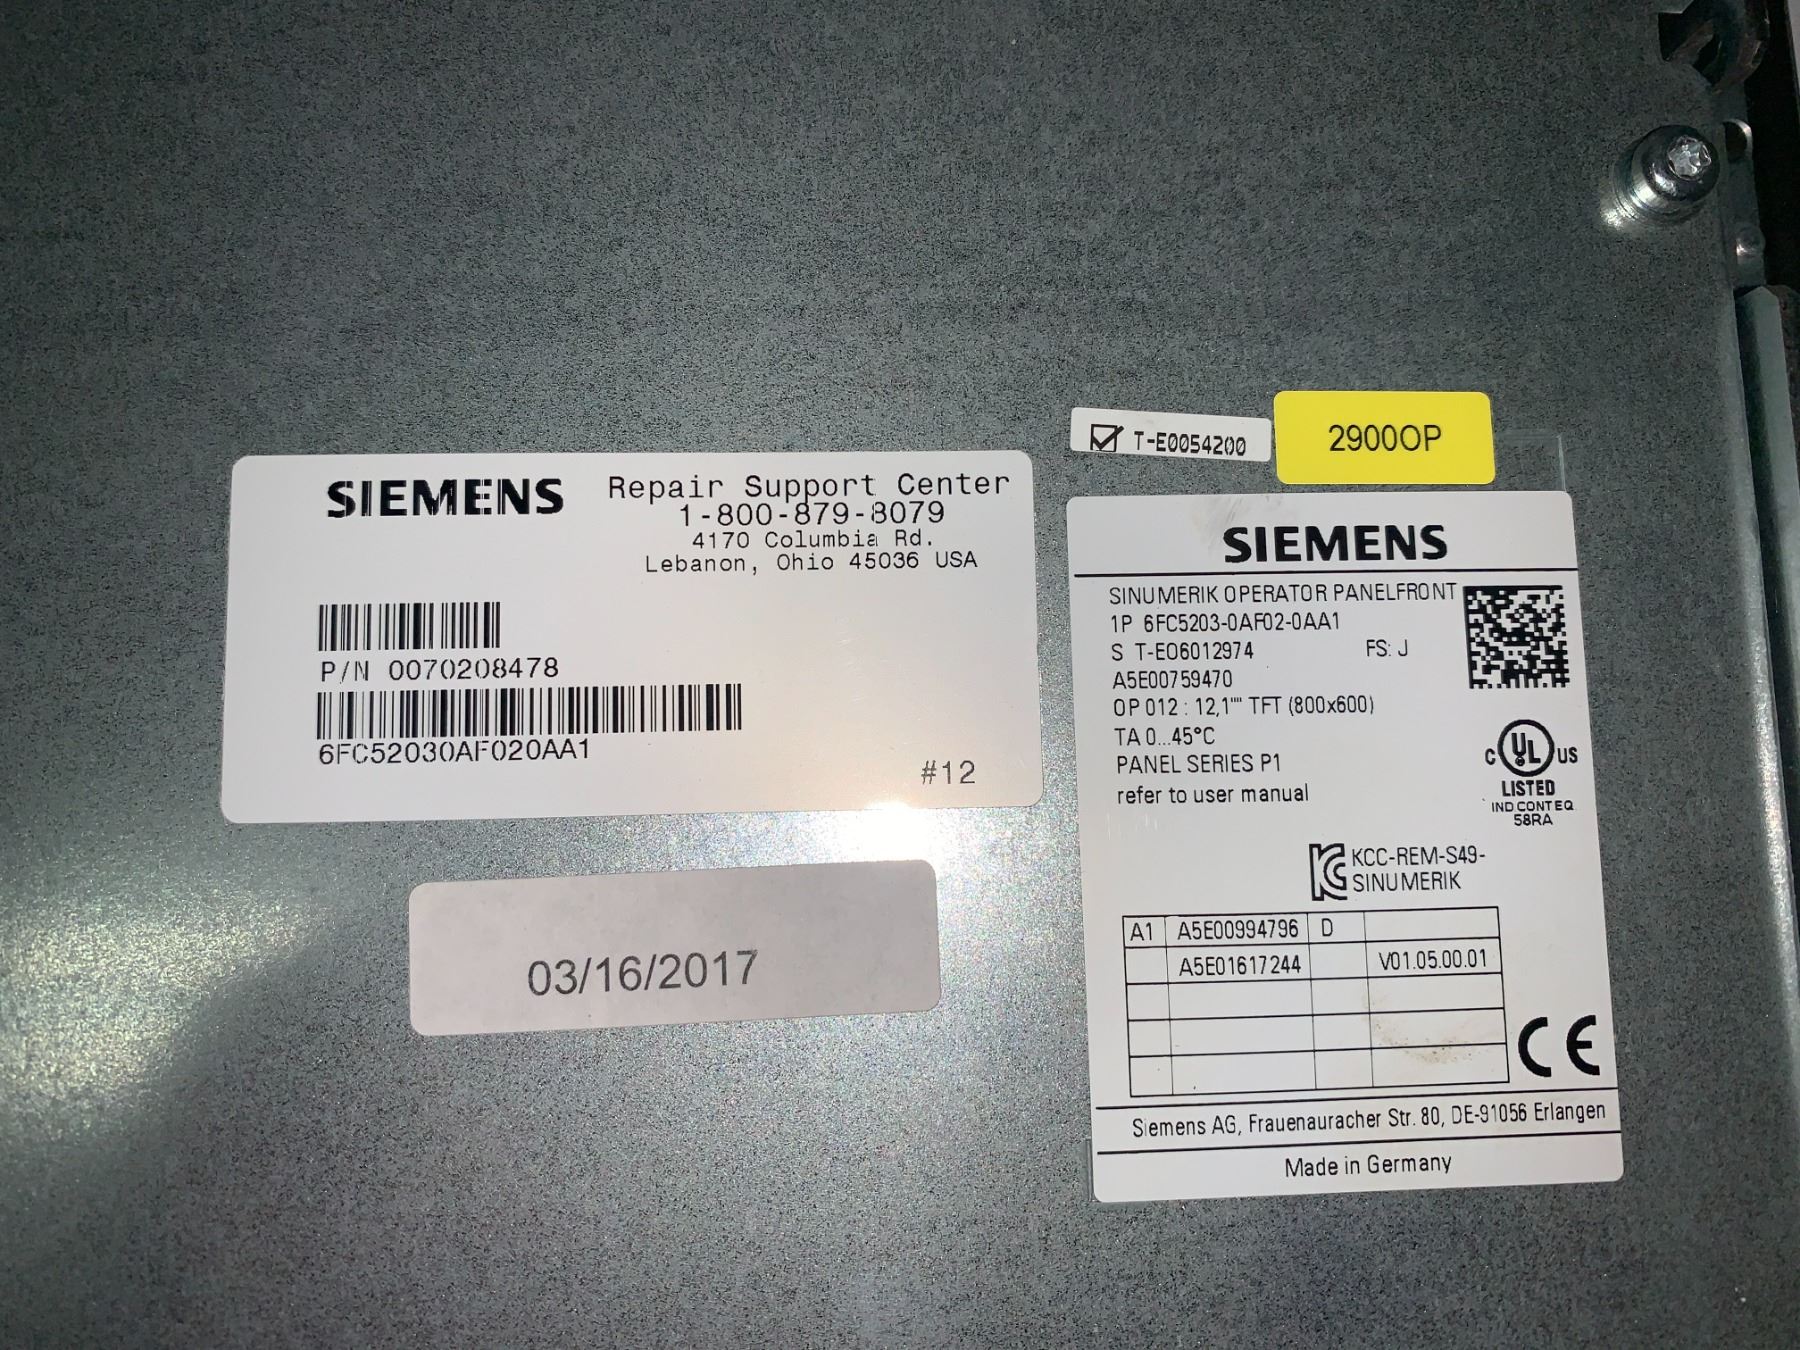 SIEMENS
Repair Support Center
1-800-879-8079
4170 Columbia Rd.
Lebanon, Ohio 45036 USA
P/N 0070208478
6FC52030AF020AA1
#12
03/16/2017
T-E0054200
2900OP
SIEMENS
SINUMERIK OPERATOR PANELFRONT
1P 6FC5203-0AF02-0AA1
S T-E06012974 FS: J
A5E00759470
OP 012 : 12,1"" TFT (800x600)
TA 0...45°C
PANEL SERIES P1
refer to user manual
C UL US
LISTED
IND CONT EQ
58RA
KCC-REM-S49-
SINUMERIK
A1 A5E00994796 D
A5E01617244 V01.05.00.01
CE
Siemens AG, Frauenauracher Str. 80, DE-91056 Erlangen
Made in Germany